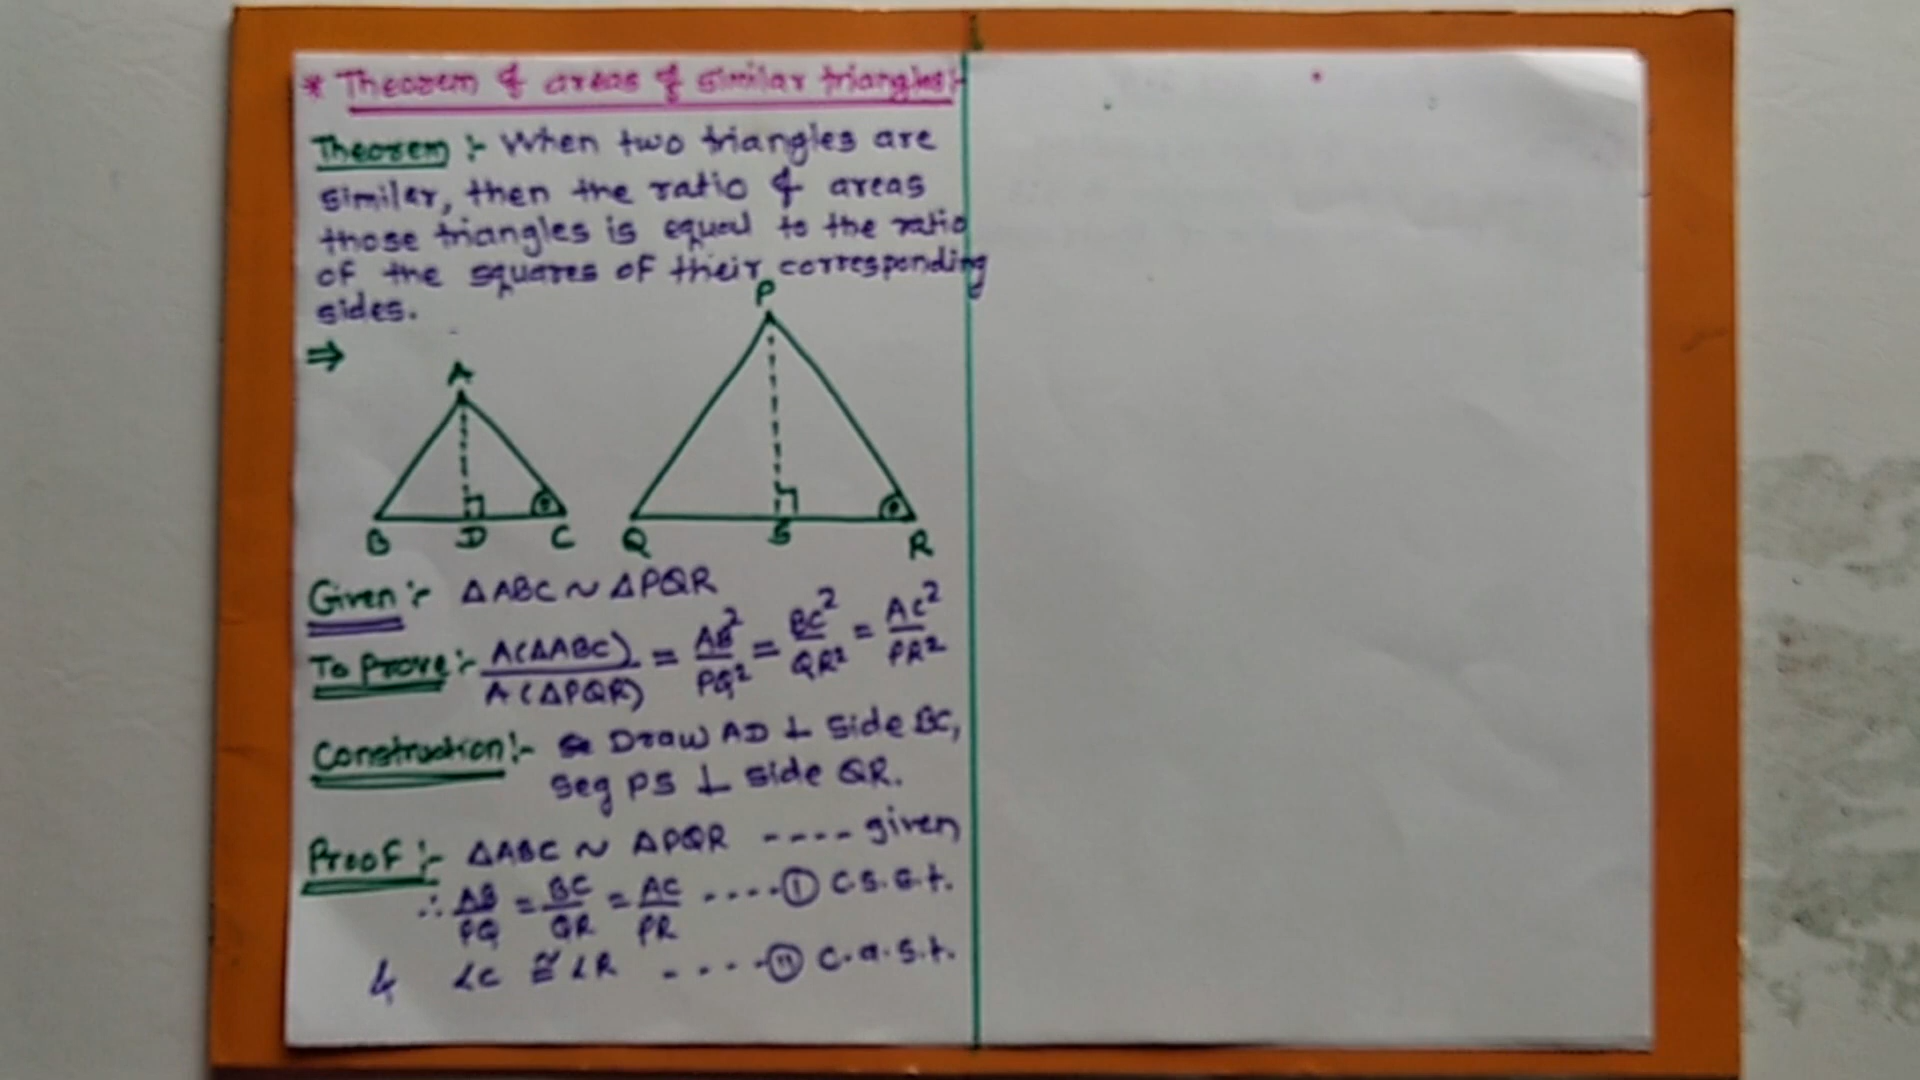 * Theorem of areas of similar triangles:-
Theorem :- When two triangles are
similar, then the ratio of areas
those triangles is equal to the ratio
of the squares of their corresponding
sides.
⇒
A
B D C
P
Q S R
Given :- ΔABC ~ ΔPQR
To Prove :- A(ΔABC)/A(ΔPQR) = AB²/PQ² = BC²/QR² = AC²/PR²
Construction :- Draw AD ⊥ side BC,
seg PS ⊥ side QR.
Proof :- ΔABC ~ ΔPQR ---- given
∴ AB/PQ = BC/QR = AC/PR ----① c.s.s.t.
& ∠C ≅ ∠R ----② c.a.s.t.